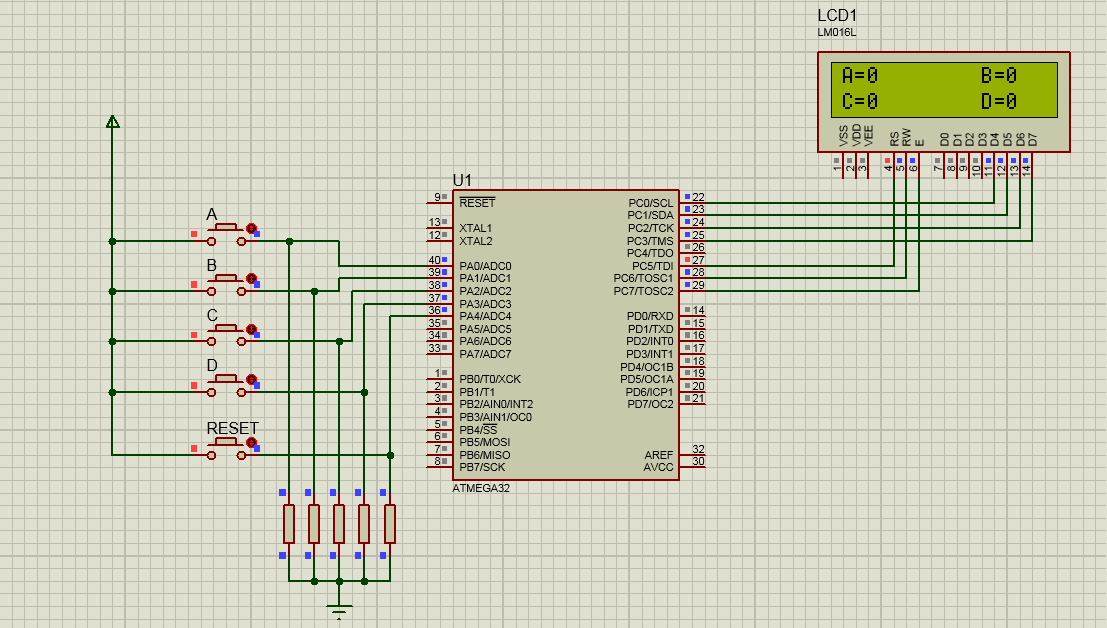 LCD1
LM016L
A=0 B=0
C=0 D=0
VSS VDD VEE RS RW E D0 D1 D2 D3 D4 D5 D6 D7
1 2 3 4 5 6 7 8 9 10 11 12 13 14
U1
9 RESET PC0/SCL 22
PC1/SDA 23
13 XTAL1 PC2/TCK 24
12 XTAL2 PC3/TMS 25
PC4/TDO 26
40 PA0/ADC0 PC5/TDI 27
39 PA1/ADC1 PC6/TOSC1 28
38 PA2/ADC2 PC7/TOSC2 29
37 PA3/ADC3
36 PA4/ADC4 PD0/RXD 14
35 PA5/ADC5 PD1/TXD 15
34 PA6/ADC6 PD2/INT0 16
33 PA7/ADC7 PD3/INT1 17
PD4/OC1B 18
1 PB0/T0/XCK PD5/OC1A 19
2 PB1/T1 PD6/ICP1 20
3 PB2/AIN0/INT2 PD7/OC2 21
4 PB3/AIN1/OC0
5 PB4/SS
6 PB5/MOSI
7 PB6/MISO AREF 32
8 PB7/SCK AVCC 30
ATMEGA32
A
B
C
D
RESET